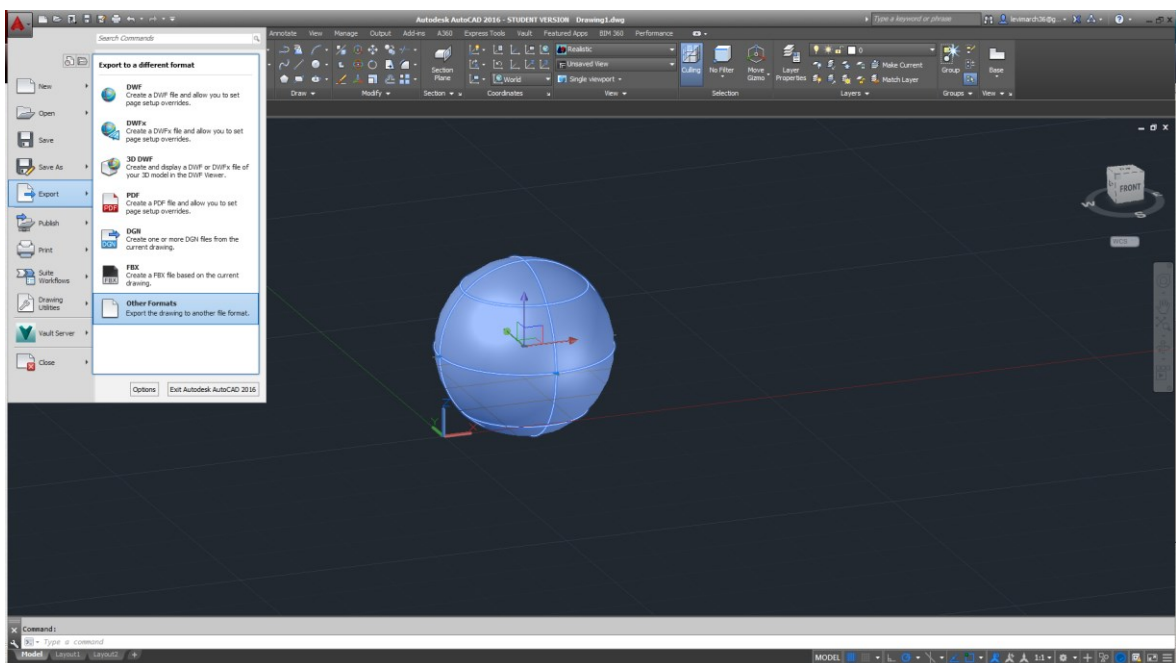 Autodesk AutoCAD 2016 - STUDENT VERSION Drawing1.dwg
Type a keyword or phrase
Search Commands
Annotate View Manage Output Add-ins A360 Express Tools Vault Featured Apps BIM 360 Performance
Export to a different format
New
Open
Save
Save As
Export
Publish
Print
Suite
Workflows
Drawing
Utilities
Vault Server
Close
DWF
Create a DWF file and allow you to set
page setup overrides.
DWFx
Create a DWFx file and allow you to set
page setup overrides.
3D DWF
Create and display a DWF or DWFx file of
your 3D model in the DWF Viewer.
PDF
Create a PDF file and allow you to set
page setup overrides.
DGN
Create one or more DGN files from the
current drawing.
FBX
Create a FBX file based on the current
drawing.
Other Formats
Export the drawing to another file format.
Options Exit Autodesk AutoCAD 2016
Section
Plane
World
Realistic
Unsaved View
Single viewport
Culling
No Filter
Move
Gizmo
Layer
Properties
0
Make Current
Match Layer
Group
Base
Draw Modify Section Coordinates View Selection Layers Groups View
FRONT
W
S
WCS
Command:
Type a command
Model Layout1 Layout2 +
MODEL 1:1